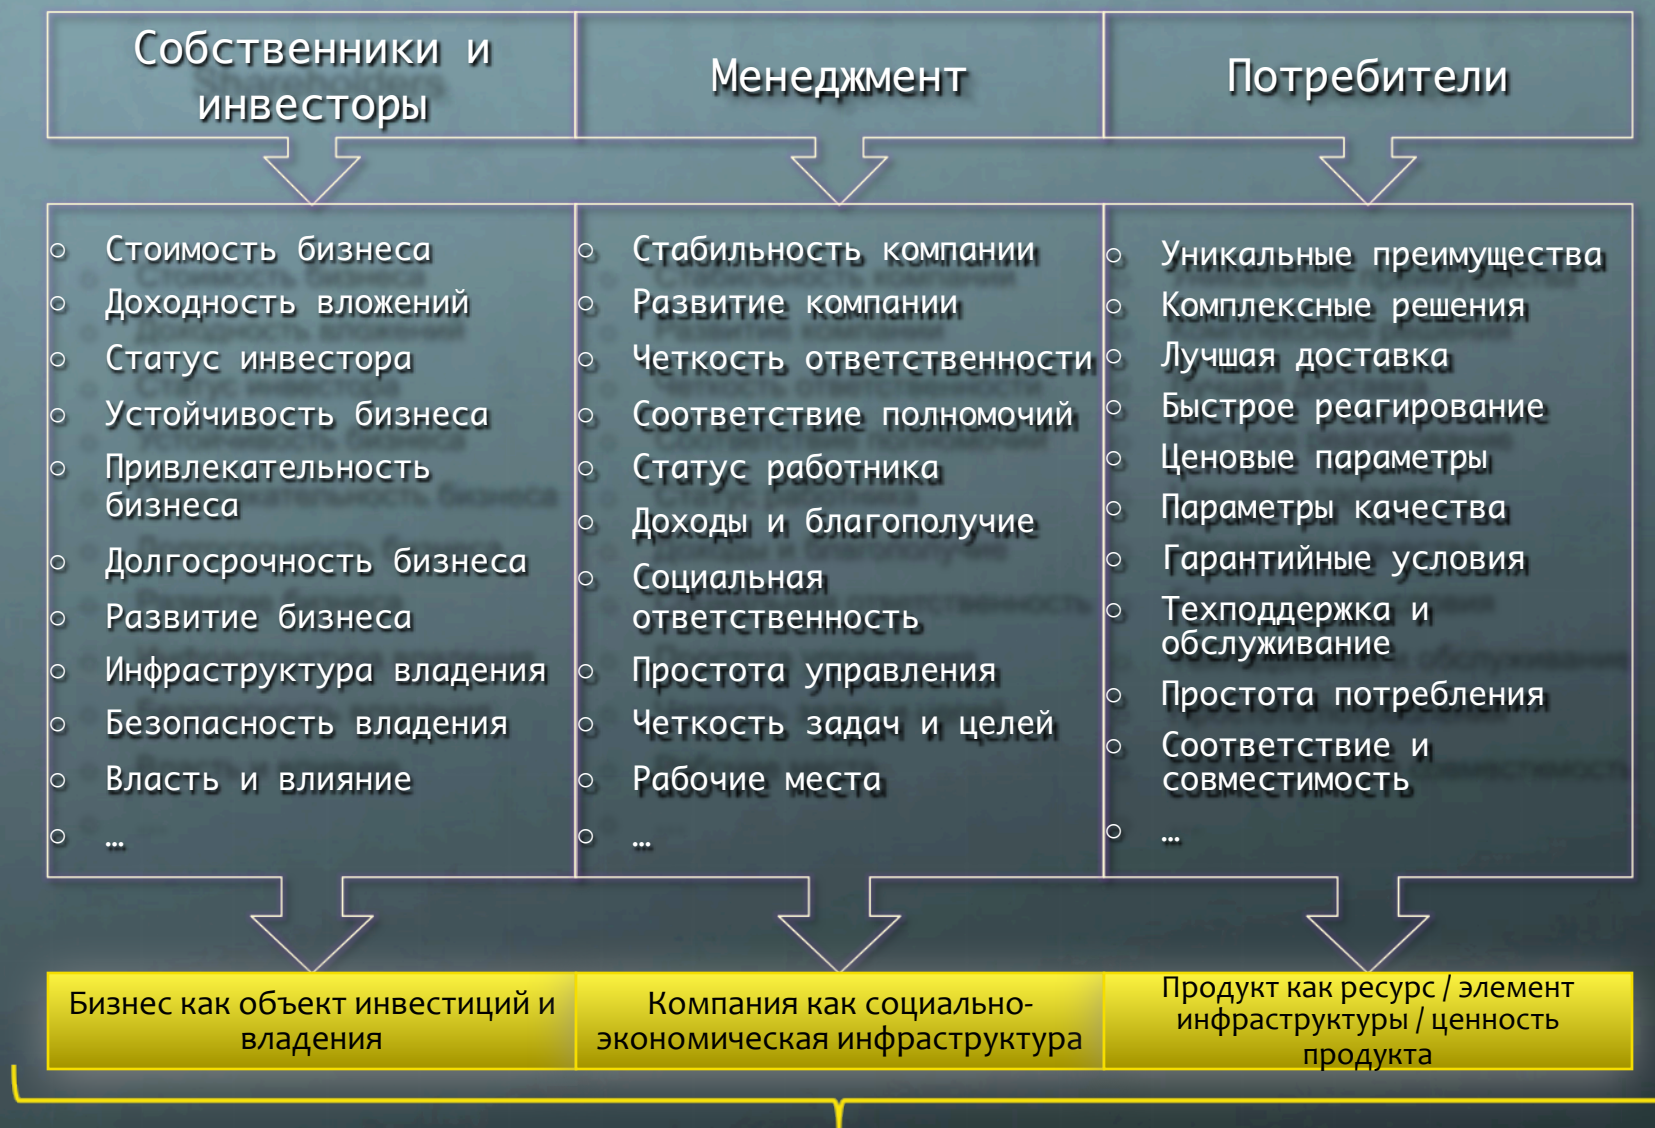 Собственники и
инвесторы
Менеджмент
Потребители
Стоимость бизнеса
Доходность вложений
Статус инвестора
Устойчивость бизнеса
Привлекательность
бизнеса
Долгосрочность бизнеса
Развитие бизнеса
Инфраструктура владения
Безопасность владения
Власть и влияние
…
Стабильность компании
Развитие компании
Четкость ответственности
Соответствие полномочий
Статус работника
Доходы и благополучие
Социальная
ответственность
Простота управления
Четкость задач и целей
Рабочие места
…
Уникальные преимущества
Комплексные решения
Лучшая доставка
Быстрое реагирование
Ценовые параметры
Параметры качества
Гарантийные условия
Техподдержка и
обслуживание
Простота потребления
Соответствие и
совместимость
…
Бизнес как объект инвестиций и
владения
Компания как социально-
экономическая инфраструктура
Продукт как ресурс / элемент
инфраструктуры / ценность
продукта